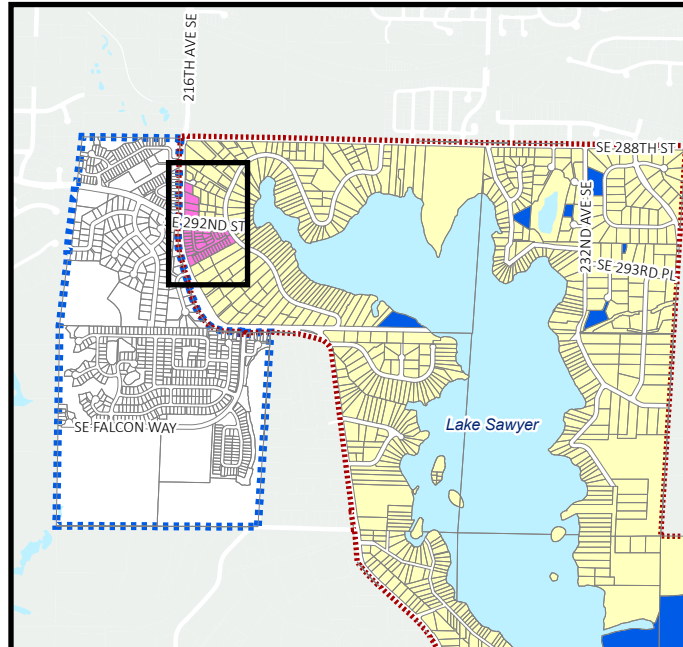 216TH AVE SE
SE 288TH ST
E 292ND ST
232ND AVE SE
SE 293RD PL
Lake Sawyer
SE FALCON WAY